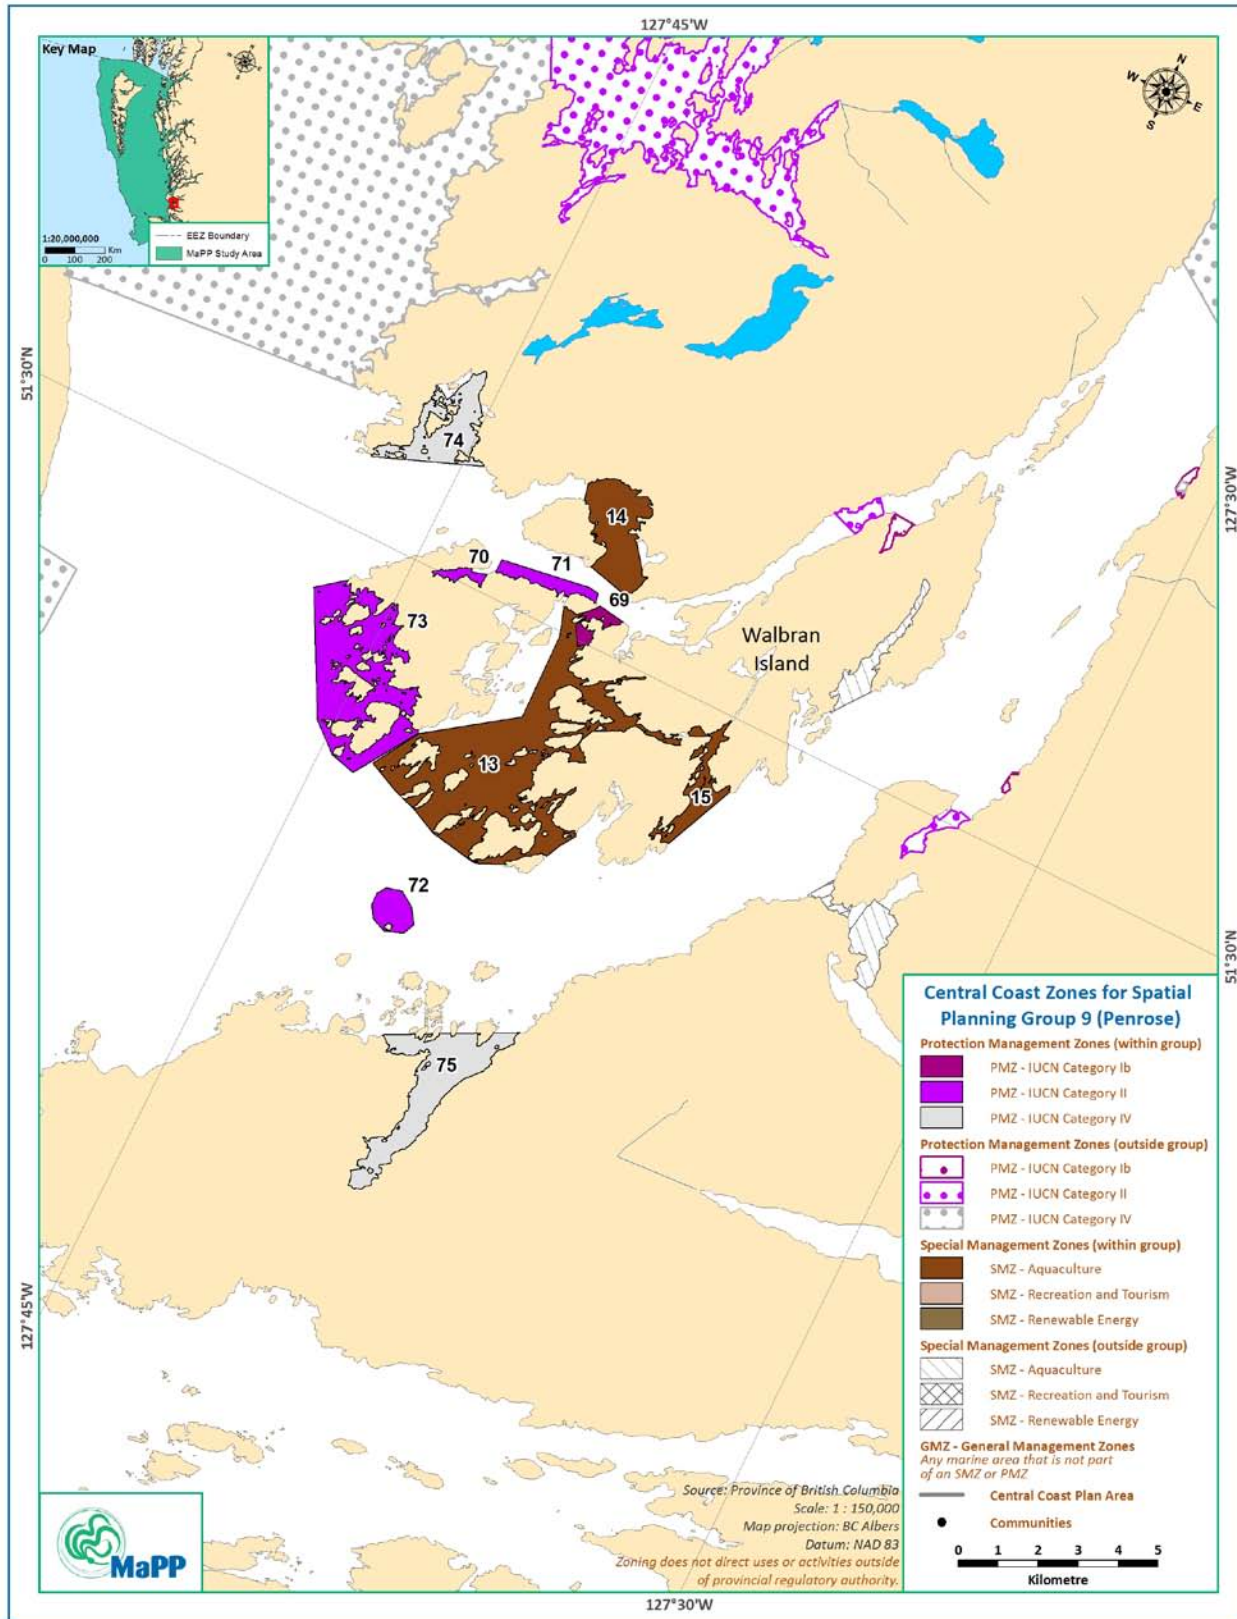 127°45'W
Key Map
N
W
E
S
1:20,000,000
Km
0 100 200
EEZ Boundary
MaPP Study Area
51°30'N
74
14
127°30'W
70
71
69
73
Walbran
Island
13
15
72
51°30'N
75
127°45'W
Central Coast Zones for Spatial
Planning Group 9 (Penrose)
Protection Management Zones (within group)
PMZ - IUCN Category Ib
PMZ - IUCN Category II
PMZ - IUCN Category IV
Protection Management Zones (outside group)
PMZ - IUCN Category Ib
PMZ - IUCN Category II
PMZ - IUCN Category IV
Special Management Zones (within group)
SMZ - Aquaculture
SMZ - Recreation and Tourism
SMZ - Renewable Energy
Special Management Zones (outside group)
SMZ - Aquaculture
SMZ - Recreation and Tourism
SMZ - Renewable Energy
GMZ - General Management Zones
Any marine area that is not part
of an SMZ or PMZ
Central Coast Plan Area
Communities
0 1 2 3 4 5
Kilometre
Source: Province of British Columbia
Scale: 1 : 150,000
Map projection: BC Albers
Datum: NAD 83
Zoning does not direct uses or activities outside
of provincial regulatory authority.
MaPP
127°30'W